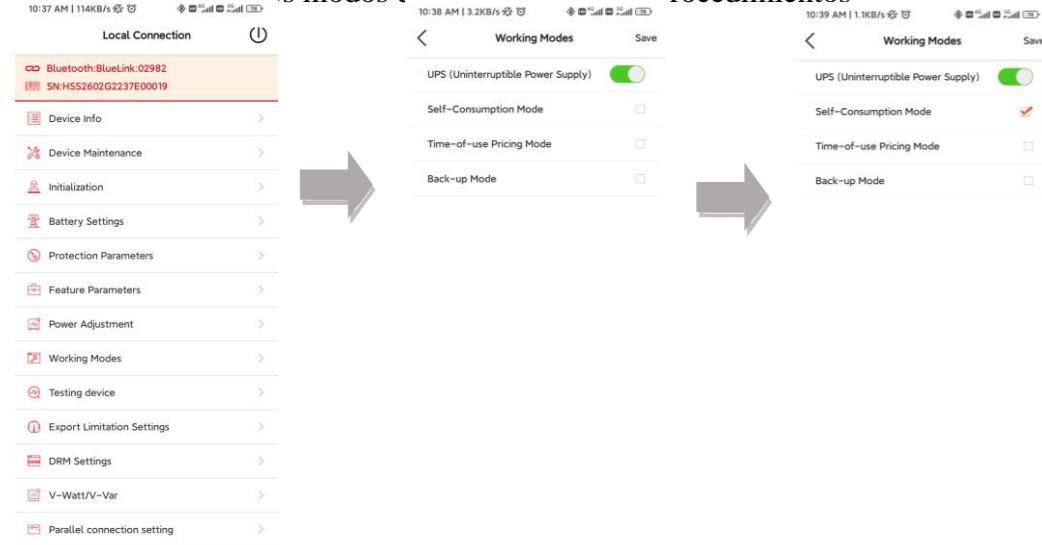 s modos
rocedimientos
10:37 AM | 114KB/s
Local Connection
Bluetooth:BlueLink:02982
SN:HSS2602G2237E00019
Device Info
Device Maintenance
Initialization
Battery Settings
Protection Parameters
Feature Parameters
Power Adjustment
Working Modes
Testing device
Export Limitation Settings
DRM Settings
V-Watt/V-Var
Parallel connection setting
10:38 AM | 3.2KB/s
Working Modes
Save
UPS (Uninterruptible Power Supply)
Self-Consumption Mode
Time-of-use Pricing Mode
Back-up Mode
10:39 AM | 1.1KB/s
Working Modes
Save
UPS (Uninterruptible Power Supply)
Self-Consumption Mode
Time-of-use Pricing Mode
Back-up Mode